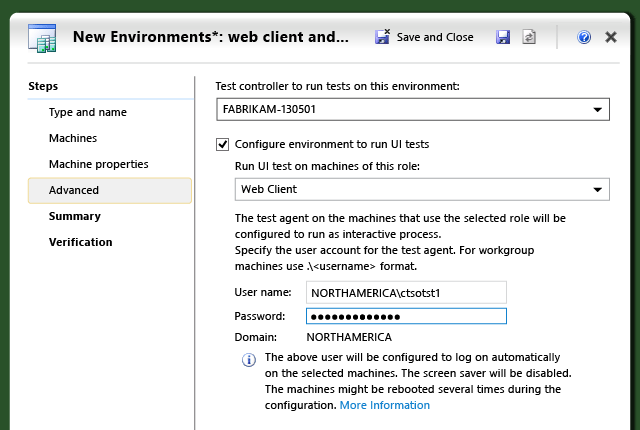 New Environments*: web client and...
Save and Close
Steps
Type and name
Machines
Machine properties
Advanced
Summary
Verification
Test controller to run tests on this environment:
FABRIKAM-130501
Configure environment to run UI tests
Run UI test on machines of this role:
Web Client
The test agent on the machines that use the selected role will be
configured to run as interactive process.
Specify the user account for the test agent. For workgroup
machines use .\<username> format.
User name: NORTHAMERICA\ctsotst1
Password: ●●●●●●●●●●●●●
Domain: NORTHAMERICA
The above user will be configured to log on automatically
on the selected machines. The screen saver will be disabled.
The machines might be rebooted several times during the
configuration. More Information